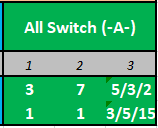 All Switch (-A-)
1 2 3
3 7 5/3/2
1 1 3/5/15